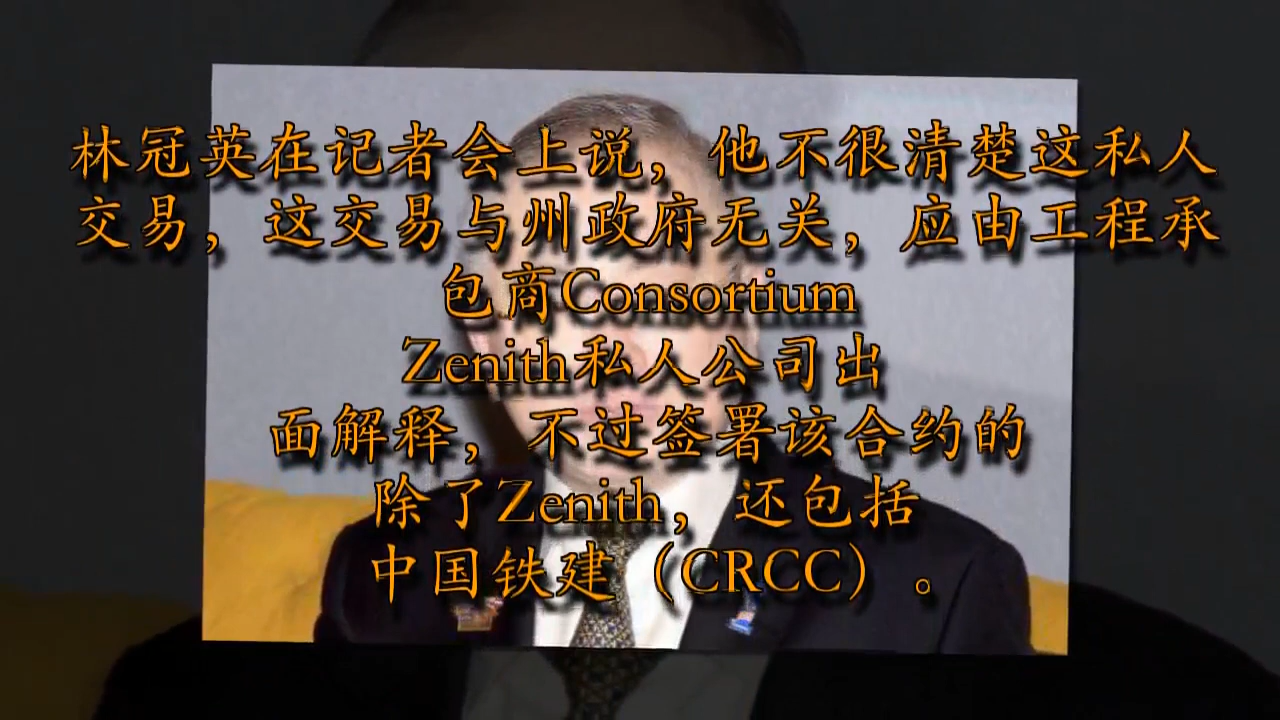 林冠英在记者会上说，他不很清楚这私人
交易，这交易与州政府无关，应由工程承
包商Consortium
Zenith私人公司出
面解释，不过签署该合约的
除了Zenith，还包括
中国铁建（CRCC）。